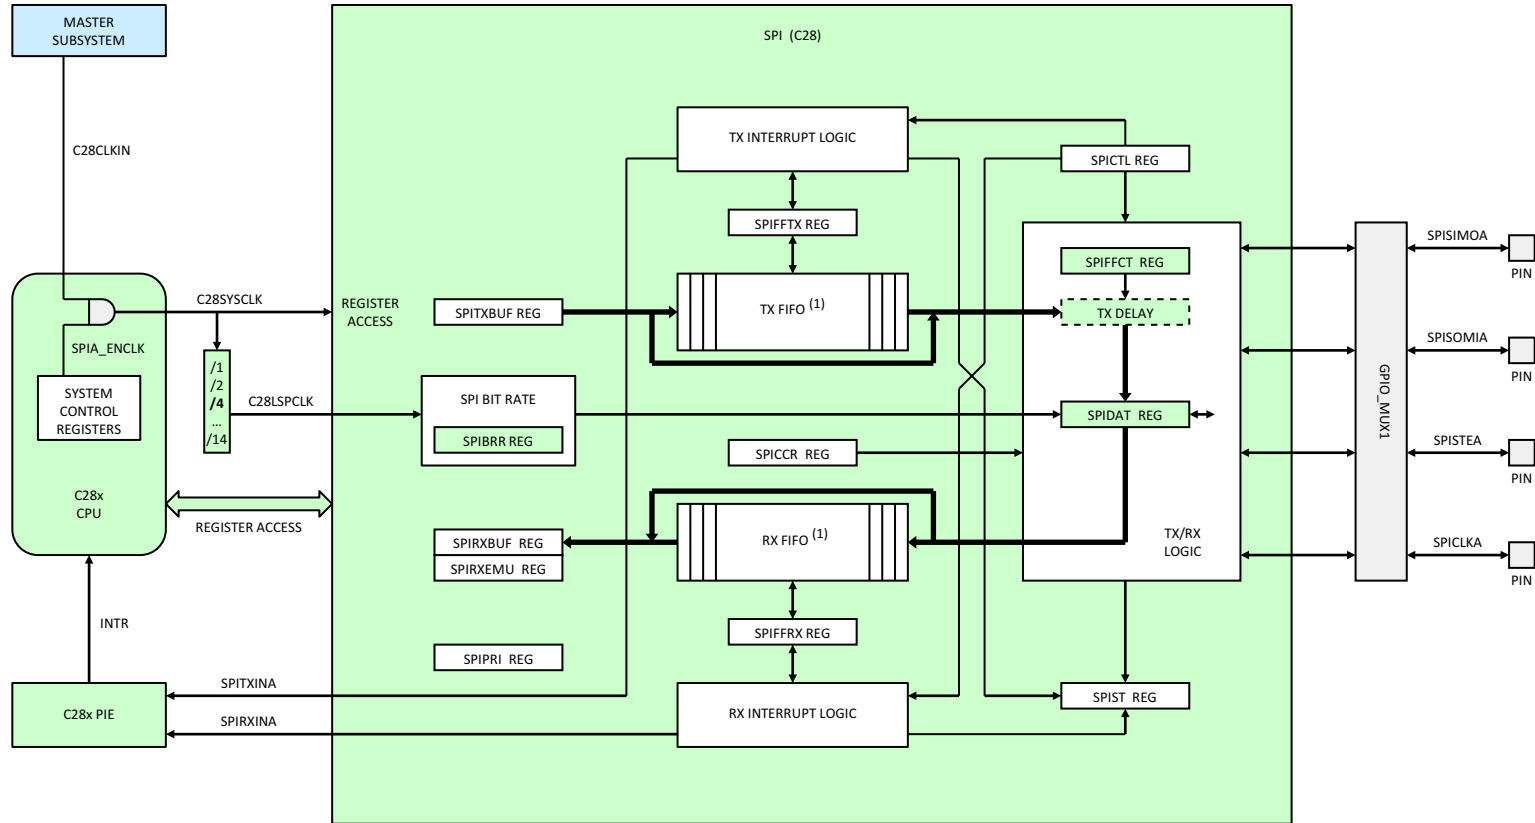 MASTER
SUBSYSTEM
SPI (C28)
C28CLKIN
TX INTERRUPT LOGIC
SPICTL REG
SPIFFTX REG
SPISIMOA
PIN
SPIFFCT REG
C28SYSCLK
REGISTER
ACCESS
SPITXBUF REG
TX FIFO (1)
TX DELAY
SPIA_ENCLK
SPISOMIA
PIN
/1
/2
/4
...
/14
SYSTEM
CONTROL
REGISTERS
C28LSPCLK
SPI BIT RATE
SPIBRR REG
SPIDAT REG
GPIO_MUX1
SPICCR REG
SPISTEA
PIN
C28x
CPU
REGISTER ACCESS
SPIRXBUF REG
SPIRXEMU REG
RX FIFO (1)
TX/RX
LOGIC
SPICLKA
PIN
INTR
SPIFFRX REG
SPIPRI REG
SPITXINA
C28x PIE
SPIRXINA
RX INTERRUPT LOGIC
SPIST REG